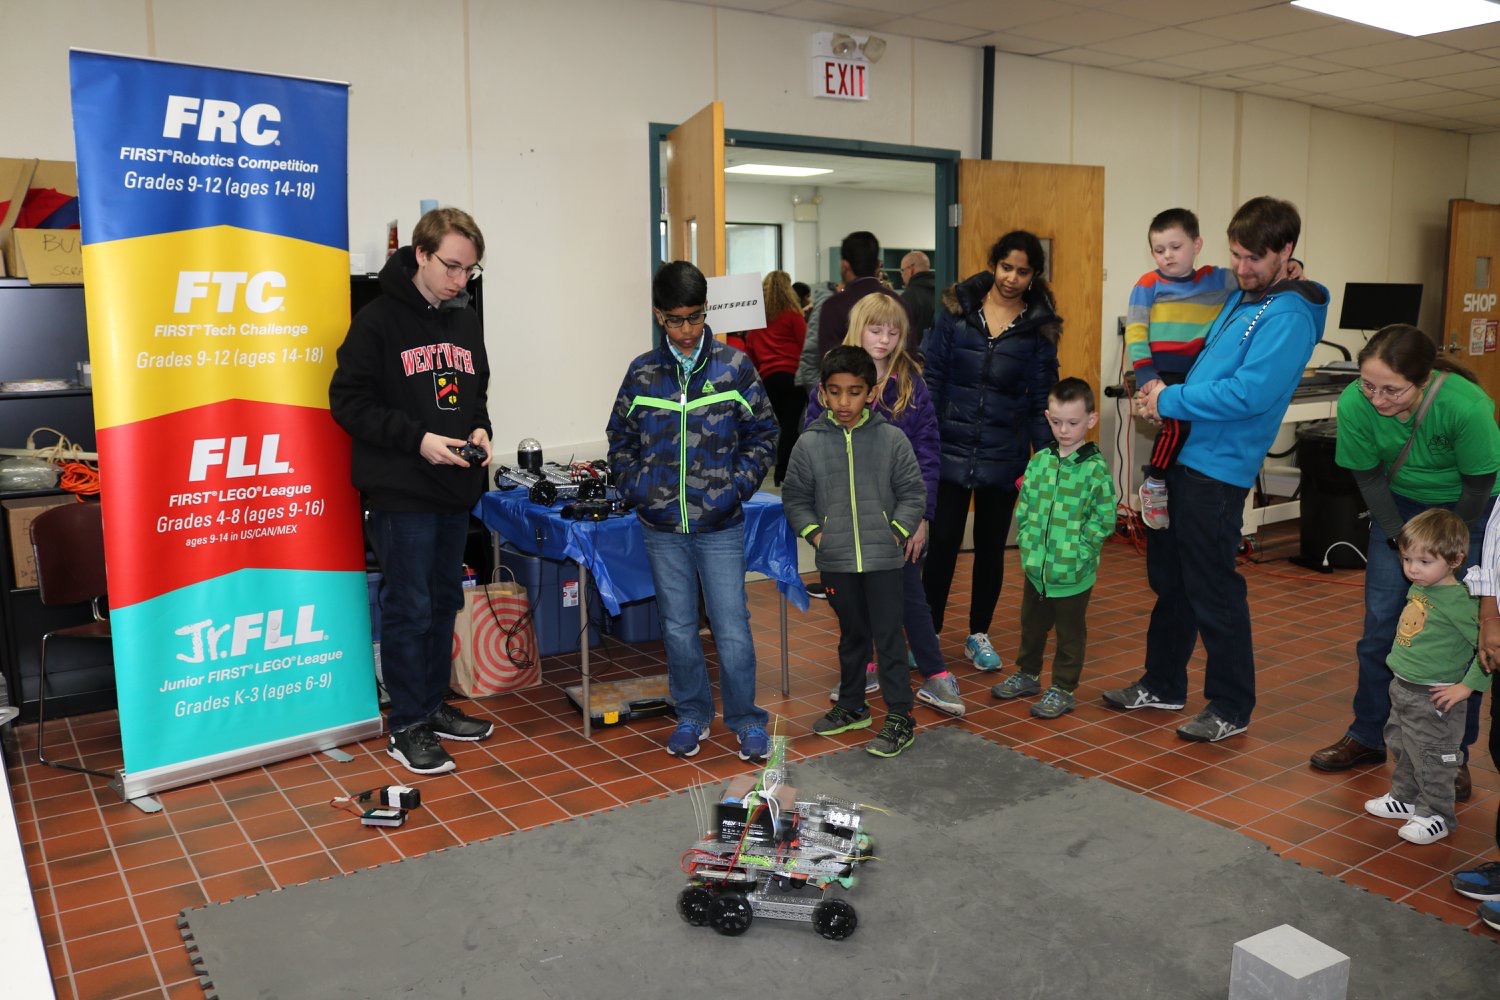 FRC
FIRST® Robotics Competition
Grades 9-12 (ages 14-18)
FTC
FIRST® Tech Challenge
Grades 9-12 (ages 14-18)
FLL
FIRST® LEGO® League
Grades 4-8 (ages 9-16)
ages 9-14 in US/CAN/MEX
Jr.FLL
Junior FIRST® LEGO® League
Grades K-3 (ages 6-9)
WENTWORTH
LIGHTSPEED
EXIT
SHOP
REV